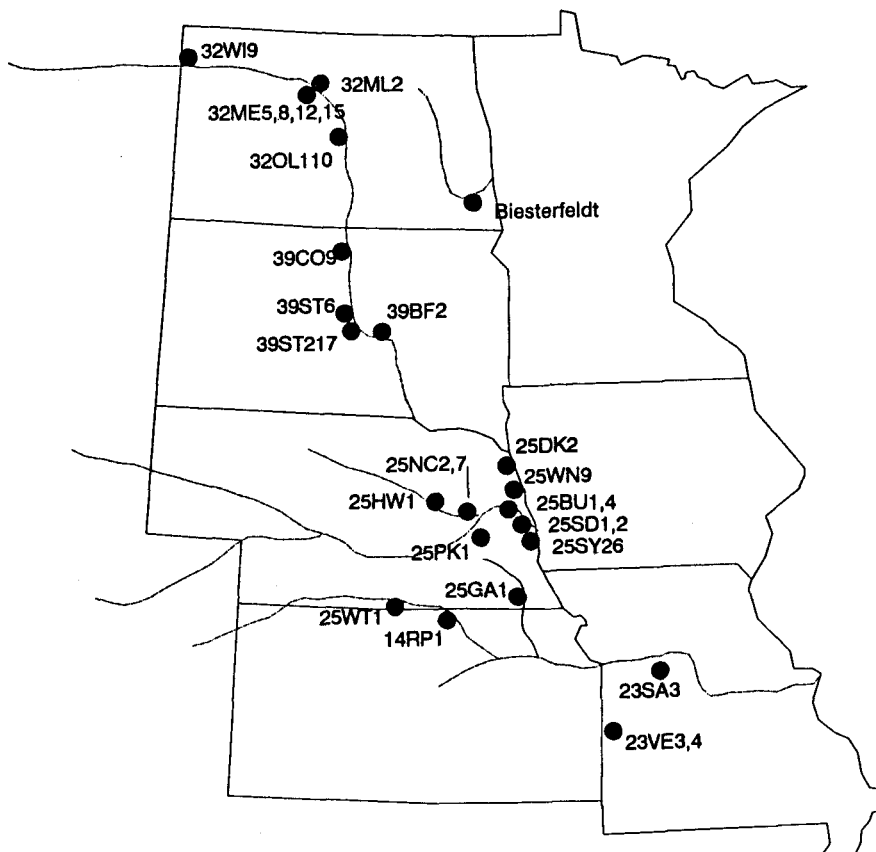 32WI9
32ML2
32ME5,8,12,15
32OL110
Biesterfeldt
39CO9
39ST6
39BF2
39ST217
25DK2
25NC2,7
25WN9
25HW1
25BU1,4
25SD1,2
25PK1
25SY26
25GA1
25WT1
14RP1
23SA3
23VE3,4